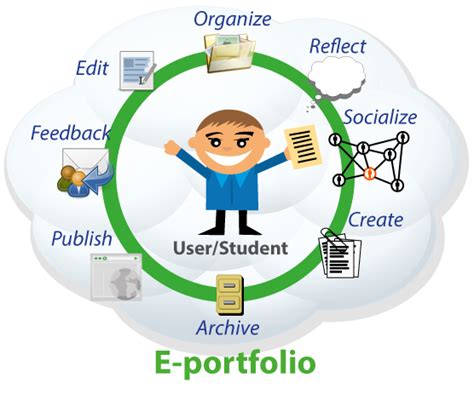 Organize
Reflect
Edit
Socialize
Feedback
Create
User/Student
Publish
Archive
E-portfolio